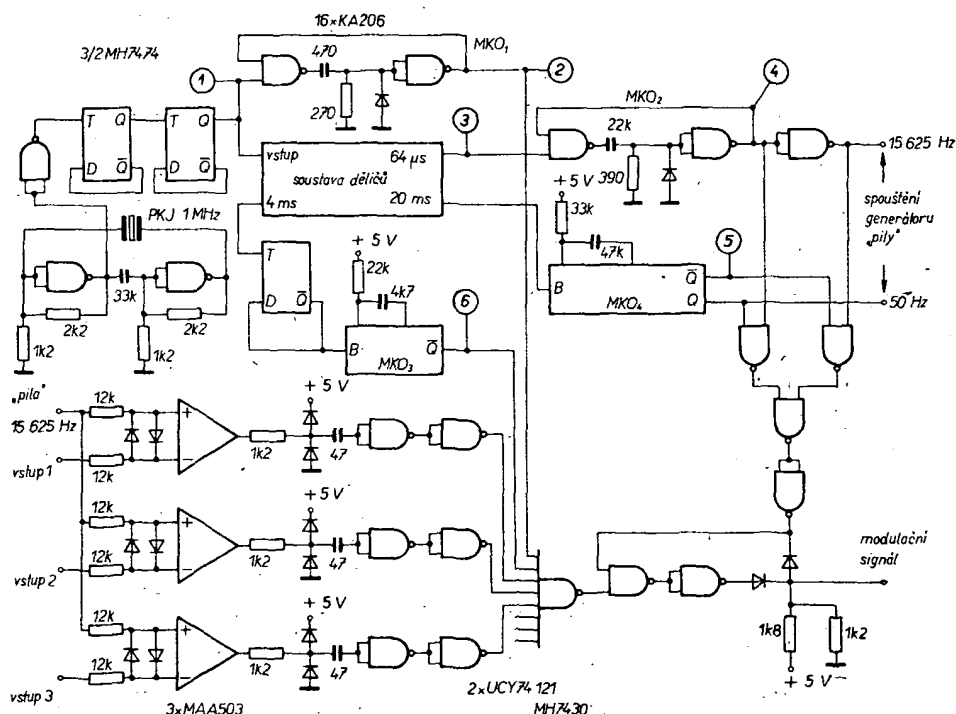 16×KA206
3/2 MH7474
470
MKO₁
1
2
4
270
MKO₂
3
22k
T Q
T Q
D Q̅
D Q̅
vstup 64 µs
soustava děličů
4 ms 20 ms
390
15 625 Hz
spouštění
generátoru
„pily"
50 Hz
+ 5 V
33k
47k
5
B Q̅
Q
MKO₄
PKJ 1 MHz
33k
2k2
2k2
1k2
1k2
T
D Q̅
+ 5 V
22k
4k7
6
B Q̅
MKO₃
„pila"
15 625 Hz
12k
+
−
1k2
+ 5 V
47
vstup 1
12k
12k
+
−
1k2
+ 5 V
47
vstup 2
12k
12k
+
−
1k2
+ 5 V
47
vstup 3
12k
modulační
signál
1k8
1k2
+ 5 V
3×MAA503
2×UCY74 121
MH7430